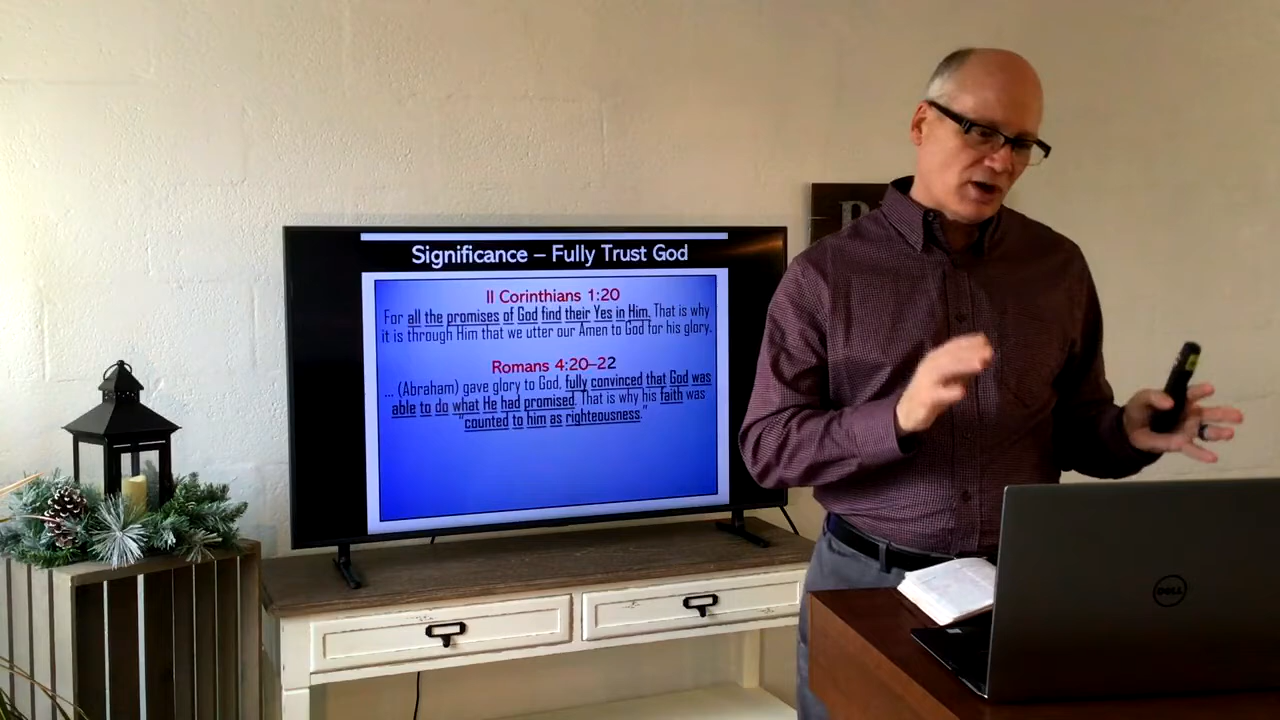 Significance – Fully Trust God
II Corinthians 1:20
For all the promises of God find their Yes in Him. That is why
it is through Him that we utter our Amen to God for his glory.
Romans 4:20–22
... (Abraham) gave glory to God, fully convinced that God was
able to do what He had promised. That is why his faith was
"counted to him as righteousness."
DELL